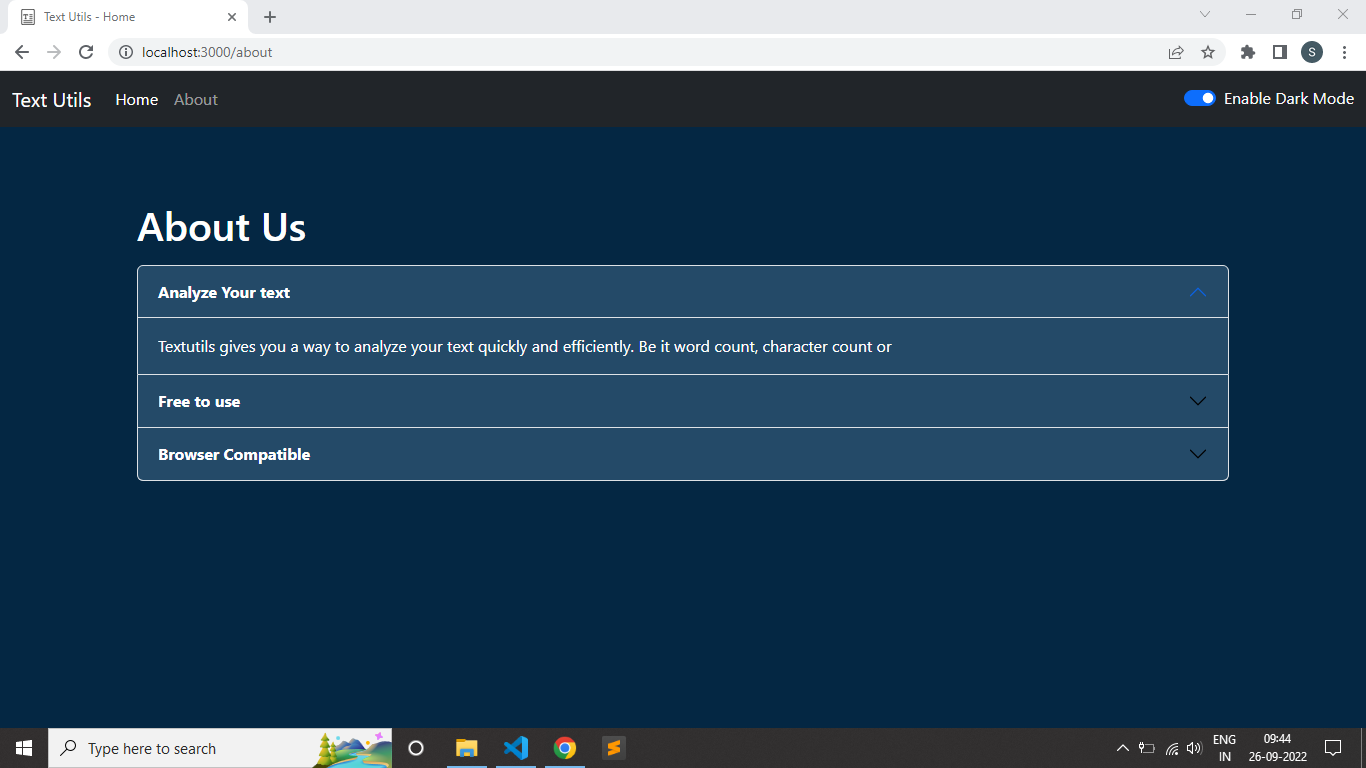 Text Utils - Home
localhost:3000/about
S
Text Utils Home About Enable Dark Mode
About Us
Analyze Your text
Textutils gives you a way to analyze your text quickly and efficiently. Be it word count, character count or
Free to use
Browser Compatible
Type here to search
ENG
IN
09:44
26-09-2022